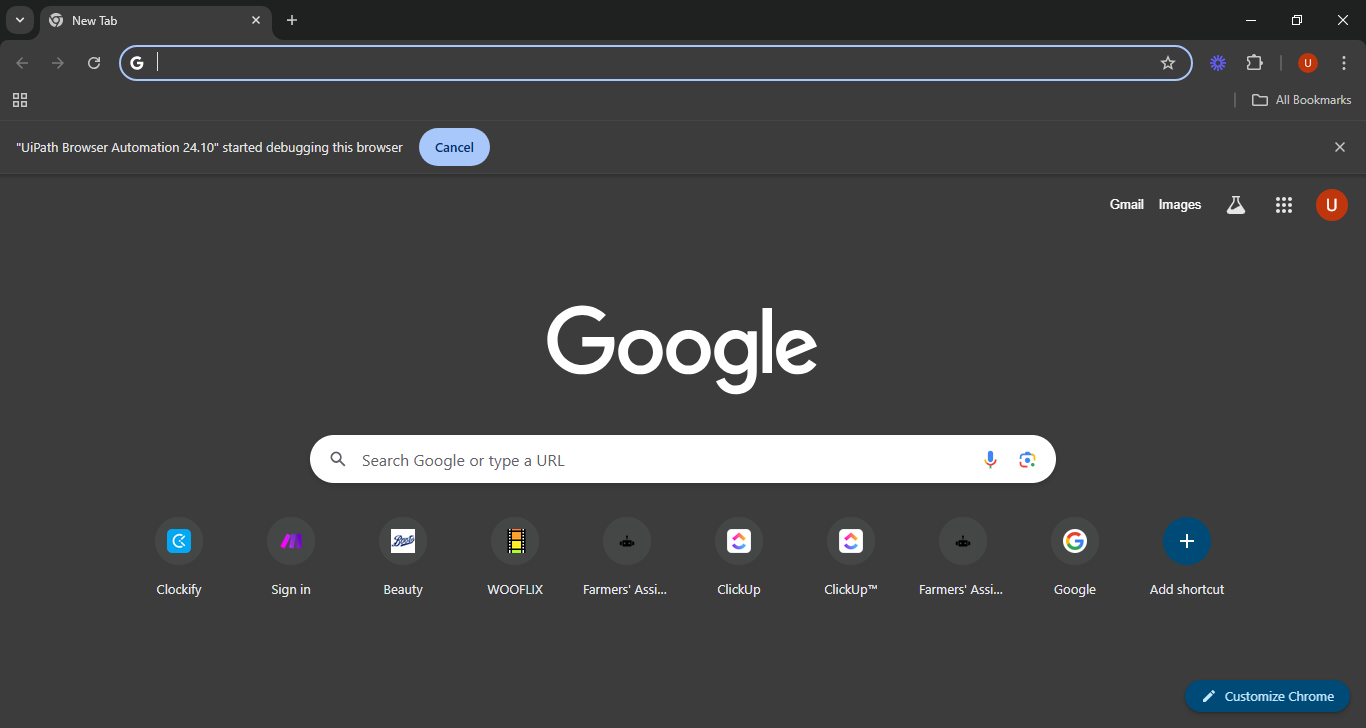 New Tab
All Bookmarks
"UiPath Browser Automation 24.10" started debugging this browser Cancel
Gmail Images U
Google
Search Google or type a URL
Boots
Clockify Sign in Beauty WOOFLIX Farmers' Assi... ClickUp ClickUp™ Farmers' Assi... Google Add shortcut
Customize Chrome